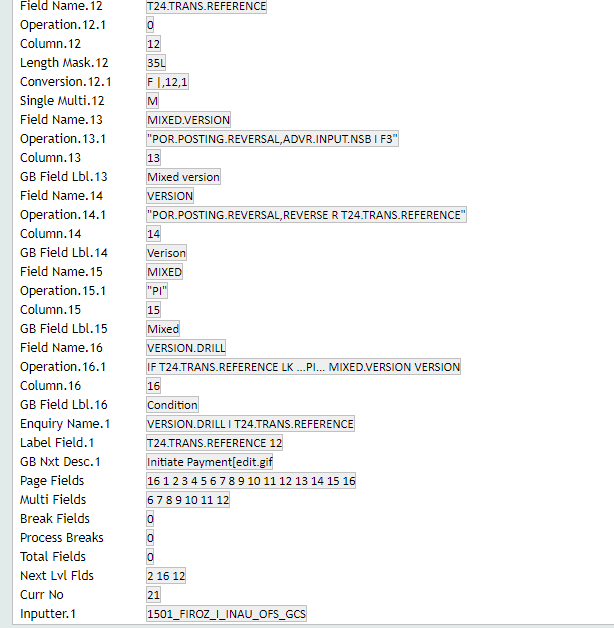 Field Name.12 T24.TRANS.REFERENCE
Operation.12.1 0
Column.12 12
Length Mask.12 35L
Conversion.12.1 F |,12,1
Single Multi.12 M
Field Name.13 MIXED.VERSION
Operation.13.1 "POR.POSTING.REVERSAL,ADVR.INPUT.NSB I F3"
Column.13 13
GB Field Lbl.13 Mixed version
Field Name.14 VERSION
Operation.14.1 "POR.POSTING.REVERSAL,REVERSE R T24.TRANS.REFERENCE"
Column.14 14
GB Field Lbl.14 Verison
Field Name.15 MIXED
Operation.15.1 "PI"
Column.15 15
GB Field Lbl.15 Mixed
Field Name.16 VERSION.DRILL
Operation.16.1 IF T24.TRANS.REFERENCE LK ...PI... MIXED.VERSION VERSION
Column.16 16
GB Field Lbl.16 Condition
Enquiry Name.1 VERSION.DRILL I T24.TRANS.REFERENCE
Label Field.1 T24.TRANS.REFERENCE 12
GB Nxt Desc.1 Initiate Payment[edit.gif
Page Fields 16 1 2 3 4 5 6 7 8 9 10 11 12 13 14 15 16
Multi Fields 6 7 8 9 10 11 12
Break Fields 0
Process Breaks 0
Total Fields 0
Next Lvl Flds 2 16 12
Curr No 21
Inputter.1 1501_FIROZ_I_INAU_OFS_GCS